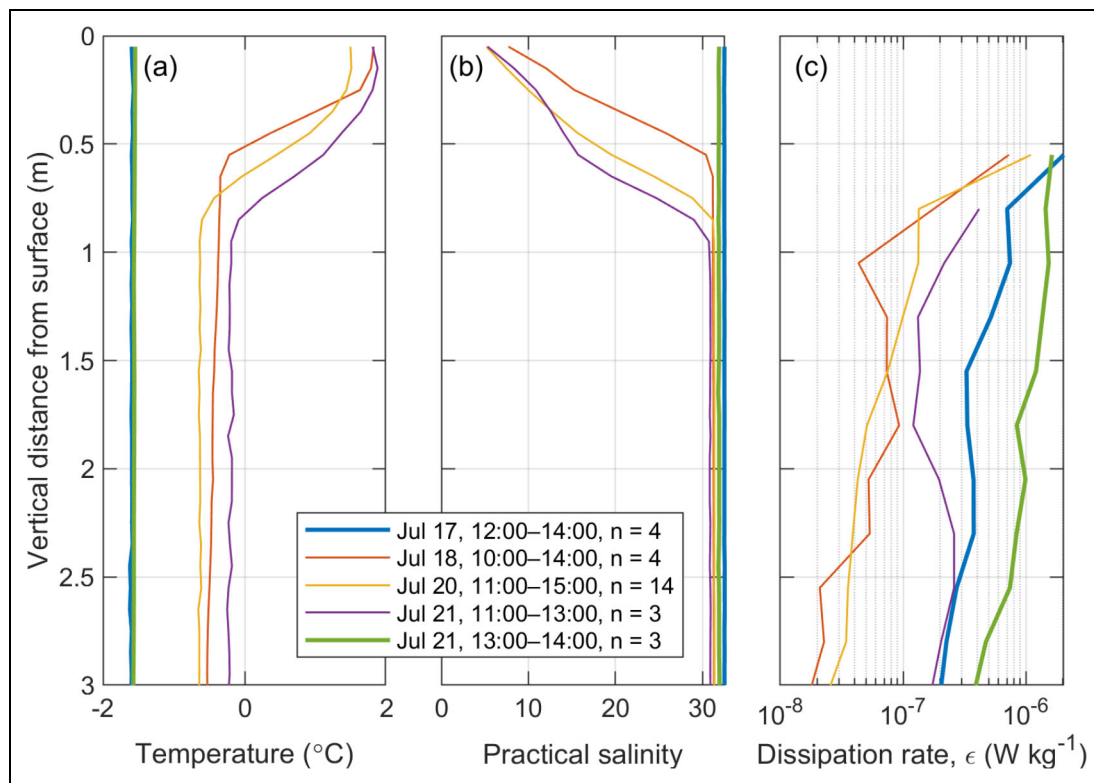 (a)
(b)
(c)
0
0.5
1
1.5
2
2.5
3
Vertical distance from surface (m)
Jul 17, 12:00–14:00, n = 4
Jul 18, 10:00–14:00, n = 4
Jul 20, 11:00–15:00, n = 14
Jul 21, 11:00–13:00, n = 3
Jul 21, 13:00–14:00, n = 3
-2 0 2
0 10 20 30
10⁻⁸ 10⁻⁷ 10⁻⁶
Temperature (°C)
Practical salinity
Dissipation rate, ϵ (W kg⁻¹)